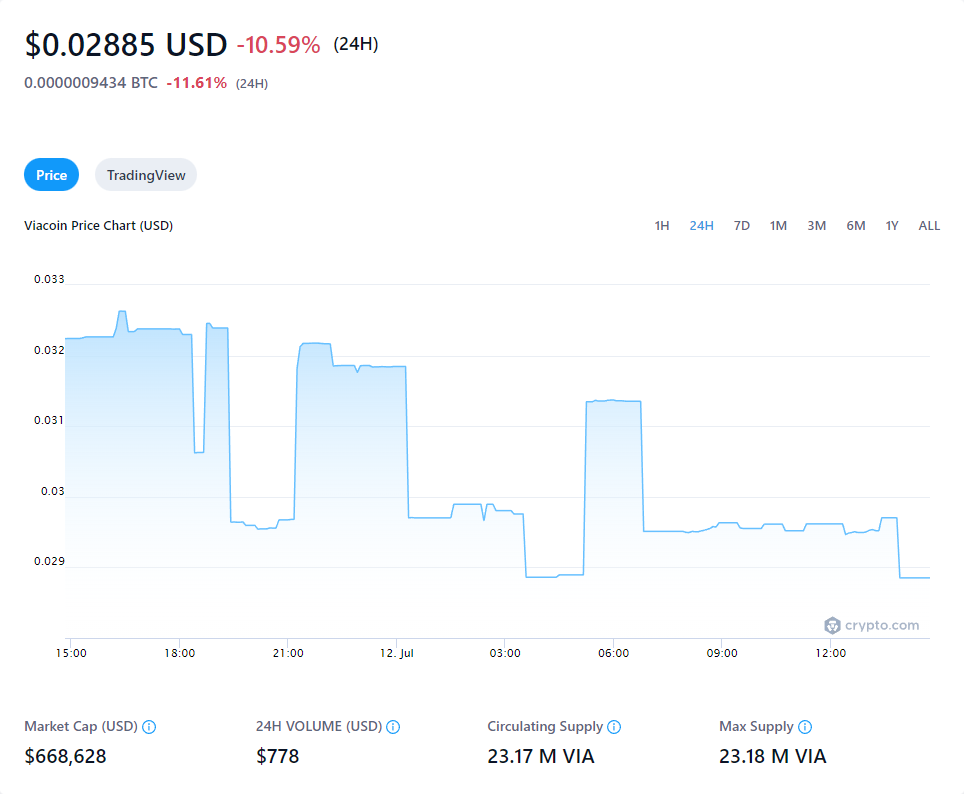 $0.02885 USD -10.59% (24H)
0.0000009434 BTC -11.61% (24H)
Price TradingView
Viacoin Price Chart (USD) 1H 24H 7D 1M 3M 6M 1Y ALL
0.033
0.032
0.031
0.03
0.029
crypto.com
15:00 18:00 21:00 12. Jul 03:00 06:00 09:00 12:00
Market Cap (USD) 24H VOLUME (USD) Circulating Supply Max Supply
$668,628 $778 23.17 M VIA 23.18 M VIA